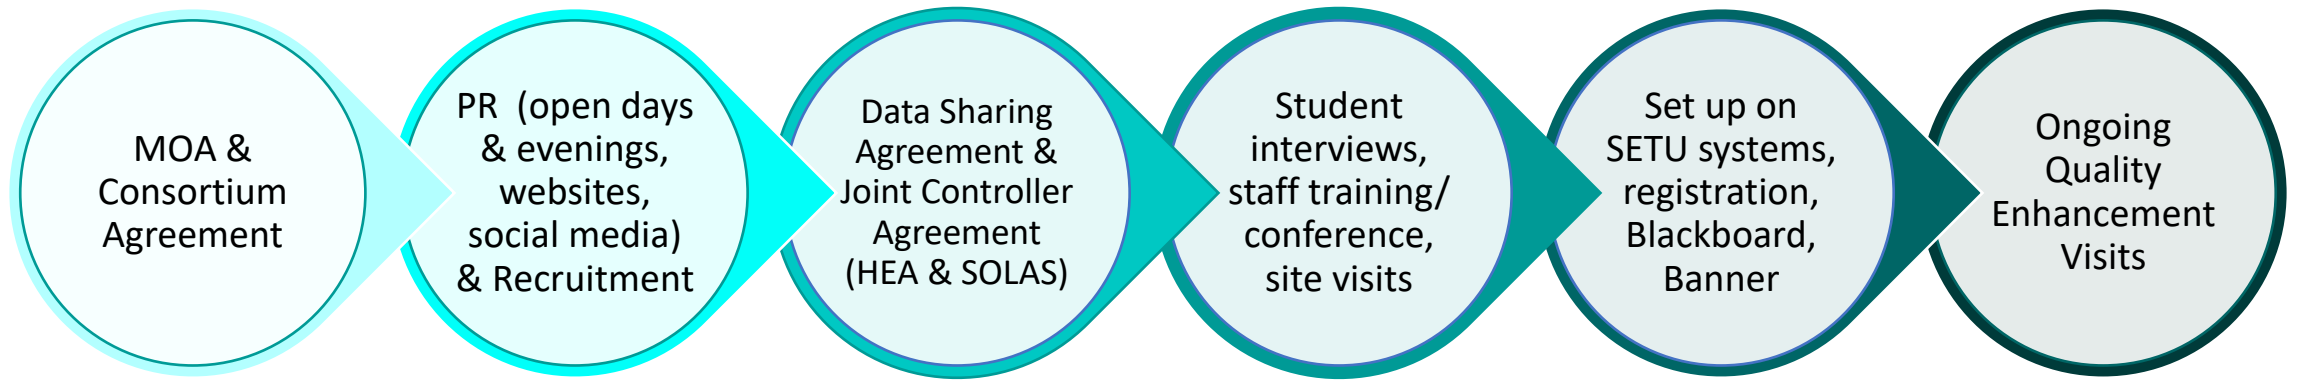 MOA &
Consortium
Agreement
PR  (open days
& evenings,
websites,
social media)
& Recruitment
Data Sharing
Agreement &
Joint Controller
Agreement
(HEA & SOLAS)
Student
interviews,
staff training/
conference,
site visits
Set up on
SETU systems,
registration,
Blackboard,
Banner
Ongoing
Quality
Enhancement
Visits